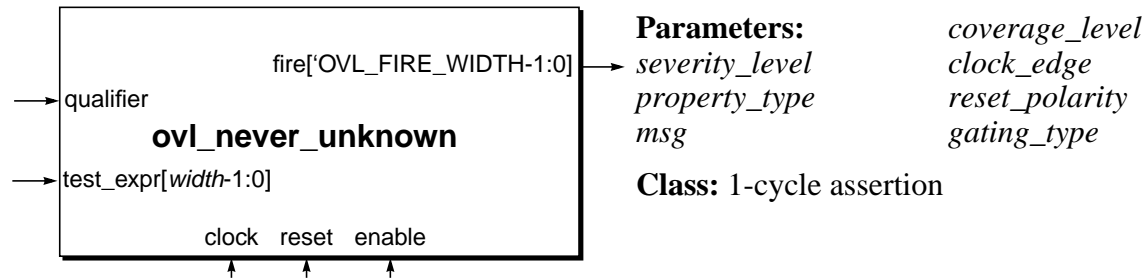 fire[‘OVL_FIRE_WIDTH-1:0]
qualifier
ovl_never_unknown
test_expr[width-1:0]
clock reset enable
Parameters: coverage_level
severity_level clock_edge
property_type reset_polarity
msg gating_type
Class: 1-cycle assertion